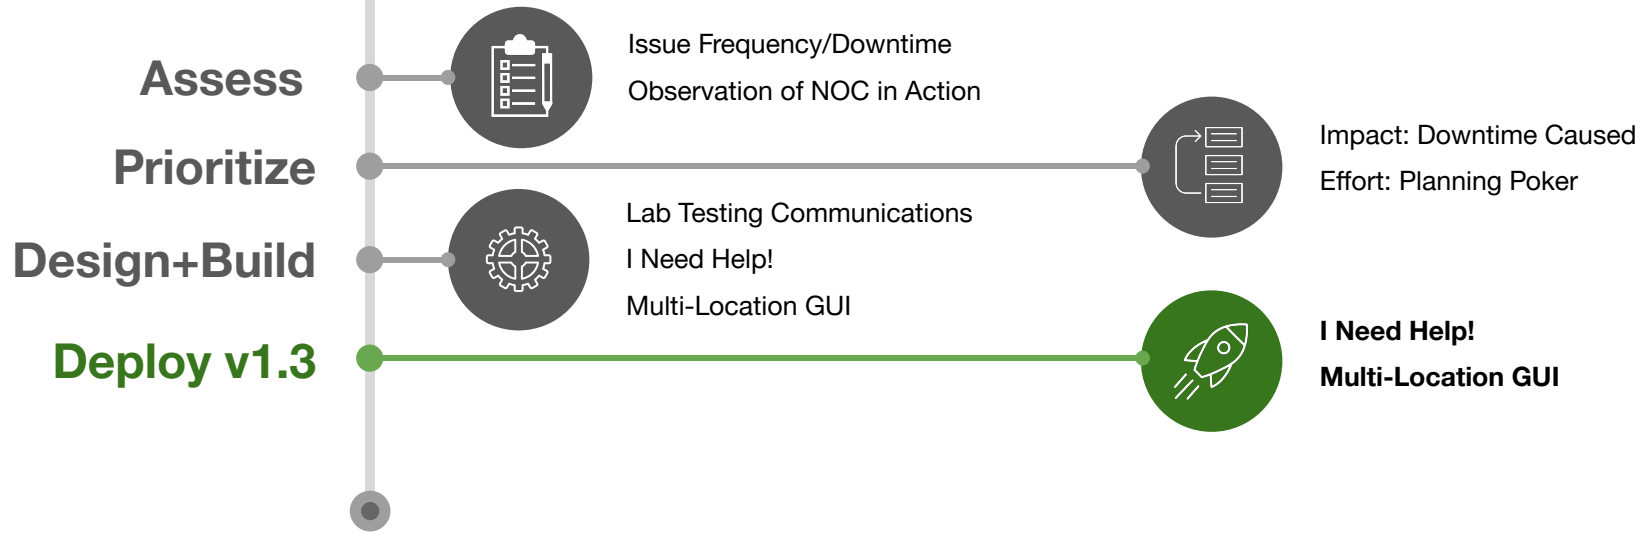 Assess
Issue Frequency/Downtime
Observation of NOC in Action
Prioritize
Impact: Downtime Caused
Effort: Planning Poker
Design+Build
Lab Testing Communications
I Need Help!
Multi-Location GUI
Deploy v1.3
I Need Help!
Multi-Location GUI